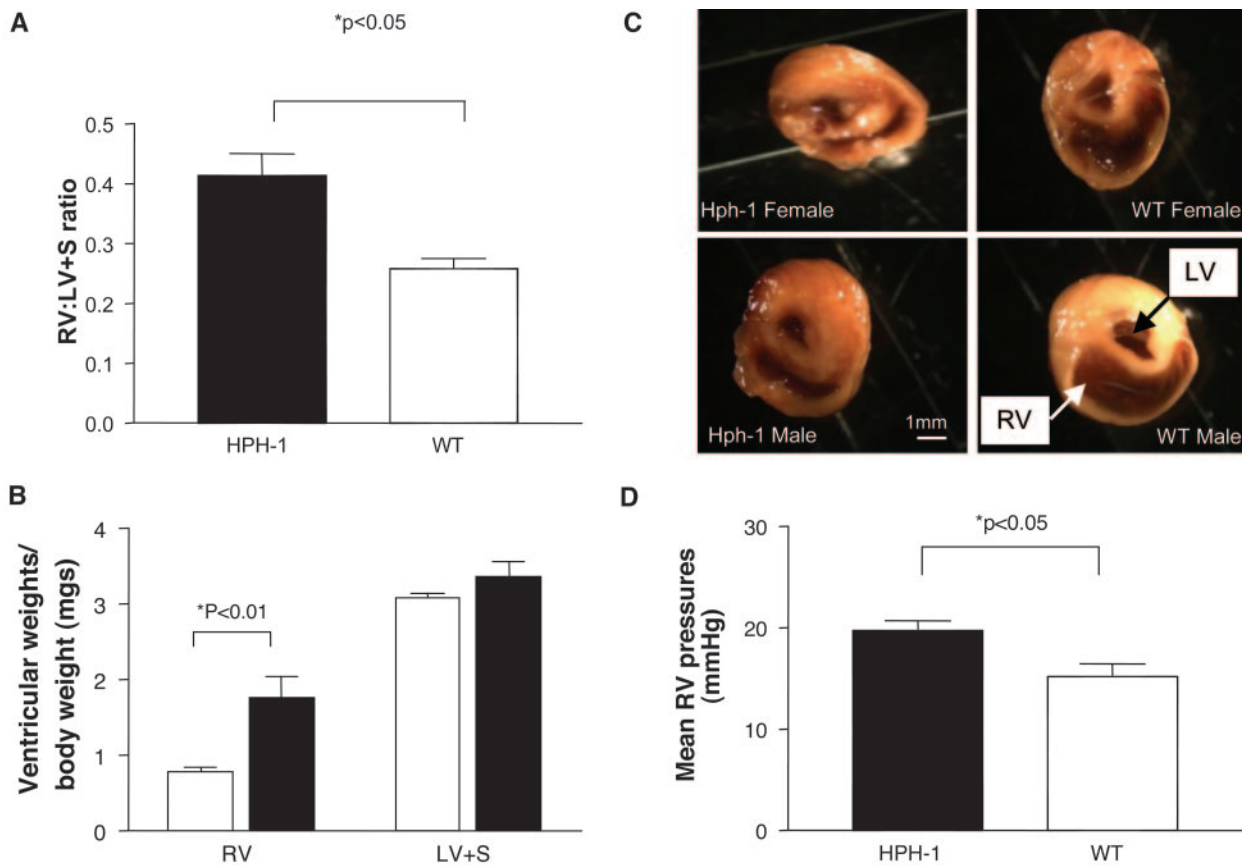 A
*p<0.05
RV:LV+S ratio
0.5
0.4
0.3
0.2
0.1
0.0
HPH-1
WT
B
Ventricular weights/
body weight (mgs)
4
3
2
1
0
*P<0.01
RV
LV+S
C
Hph-1 Female
WT Female
Hph-1 Male
1mm
LV
RV
WT Male
D
Mean RV pressures
(mmHg)
30
20
10
0
*p<0.05
HPH-1
WT